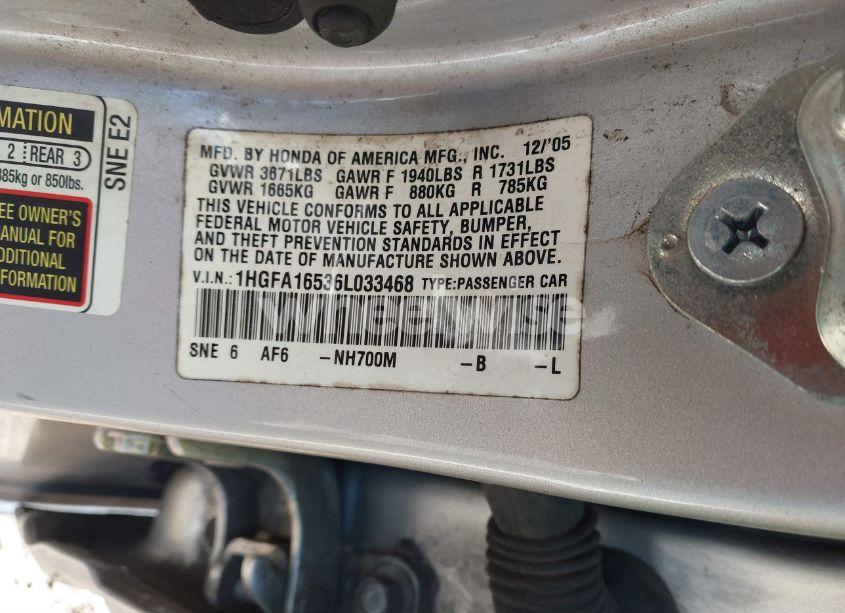 MATION
2 REAR 3
385kg or 850lbs.
EE OWNER'S
MANUAL FOR
ADDITIONAL
FORMATION
SNE E2
MFD. BY HONDA OF AMERICA MFG., INC. 12/'05
GVWR 3671LBS GAWR F 1940LBS R 1731LBS
GVWR 1665KG GAWR F 880KG R 785KG
THIS VEHICLE CONFORMS TO ALL APPLICABLE
FEDERAL MOTOR VEHICLE SAFETY, BUMPER,
AND THEFT PREVENTION STANDARDS IN EFFECT
ON THE DATE OF MANUFACTURE SHOWN ABOVE.
V.I.N.: 1HGFA16536L033468 TYPE:PASSENGER CAR
SNE 6 AF6 -NH700M -B -L